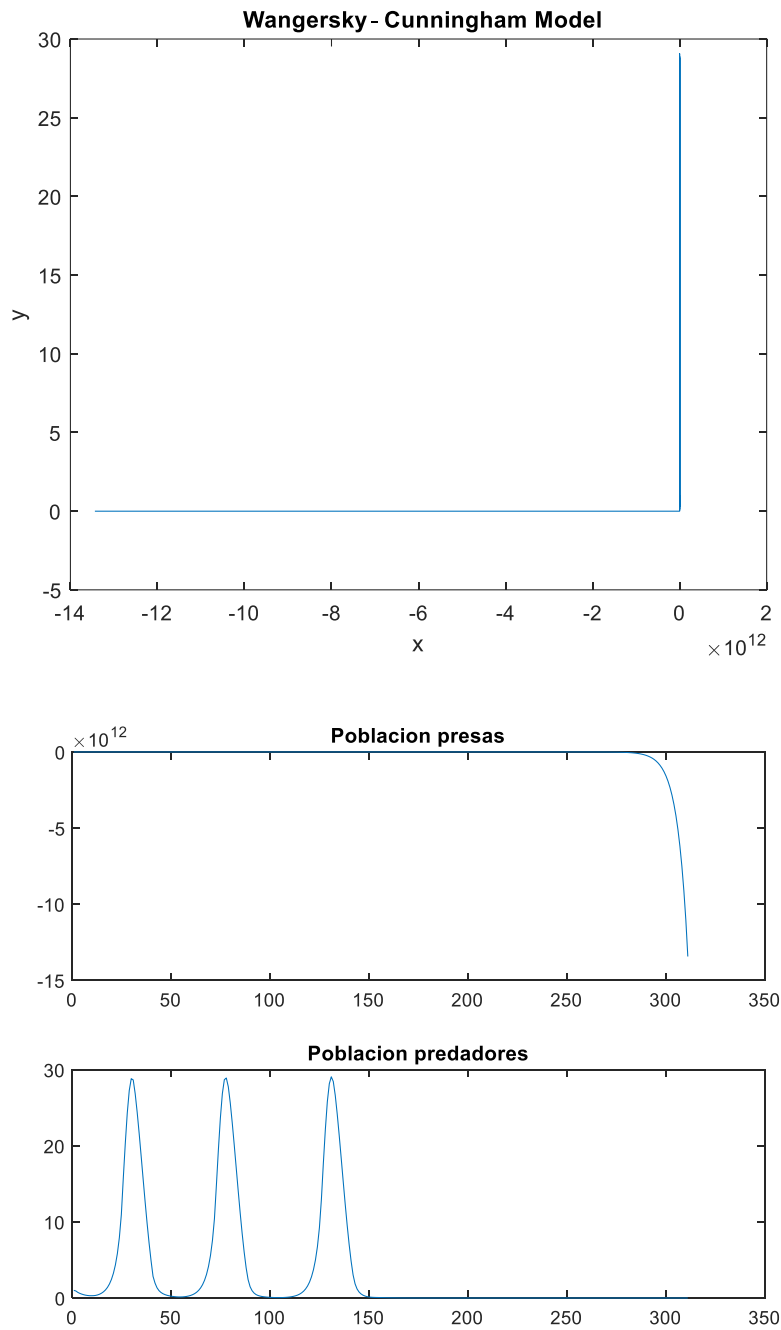 Wangersky - Cunningham Model
30
25
20
15
10
5
0
-5
y
-14 -12 -10 -8 -6 -4 -2 0 2
x
×10^12
Poblacion presas
×10^12
0
-5
-10
-15
0 50 100 150 200 250 300 350
Poblacion predadores
30
20
10
0
0 50 100 150 200 250 300 350